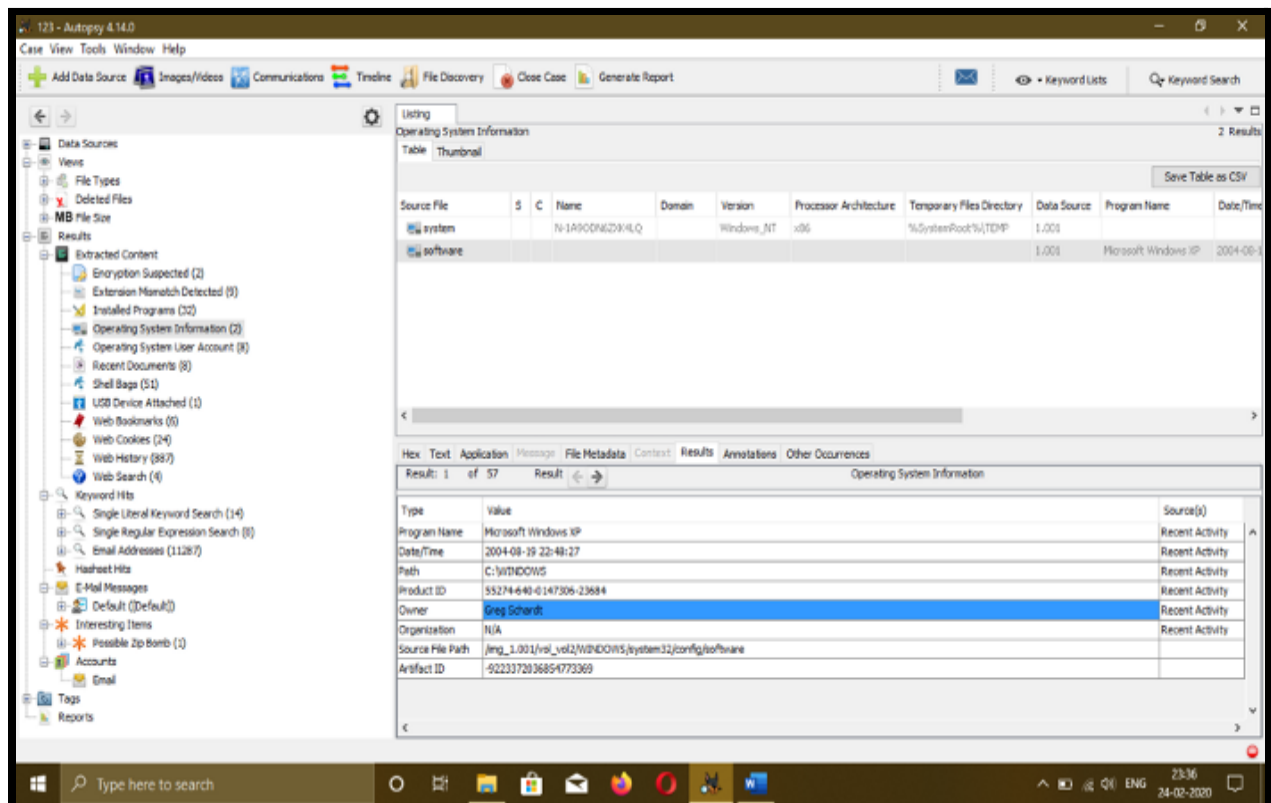 123 - Autopsy 4.14.0
Case View Tools Window Help
Add Data Source Images/Videos Communications Timeline File Discovery Close Case Generate Report Keyword Lists Keyword Search
Listing
Operating System Information 2 Results
Table Thumbnail
Save Table as CSV
Source File S C Name Domain Version Processor Architecture Temporary Files Directory Data Source Program Name Date/Time
system Windows_NT x86 %SystemRoot%\TEMP 1.001
software 1.001 Microsoft Windows XP 2004-08-1
Data Sources
Views
File Types
Deleted Files
MB File Size
Results
Extracted Content
Encryption Suspected (2)
Extension Mismatch Detected (9)
Installed Programs (32)
Operating System Information (2)
Operating System User Account (8)
Recent Documents (8)
Shell Bags (51)
USB Device Attached (1)
Web Bookmarks (6)
Web Cookies (24)
Web History (387)
Web Search (4)
Keyword Hits
Single Literal Keyword Search (14)
Single Regular Expression Search (8)
Email Addresses (11287)
Hashset Hits
E-Mail Messages
Default ([Default])
Interesting Items
Possible Zip Bomb (1)
Accounts
Email
Tags
Reports
Hex Text Application Message File Metadata Context Results Annotations Other Occurrences
Result: 1 of 57 Result Operating System Information
Type Value Source(s)
Program Name Microsoft Windows XP Recent Activity
Date/Time 2004-08-19 22:48:27 Recent Activity
Path C:\WINDOWS Recent Activity
Product ID 55274-640-0147306-23684 Recent Activity
Owner Greg Schardt Recent Activity
Organization N/A Recent Activity
Source File Path /img_1.001/vol_vol2/WINDOWS/system32/config/software
Artifact ID -9223372036854773369
Type here to search
ENG 23:36
24-02-2020